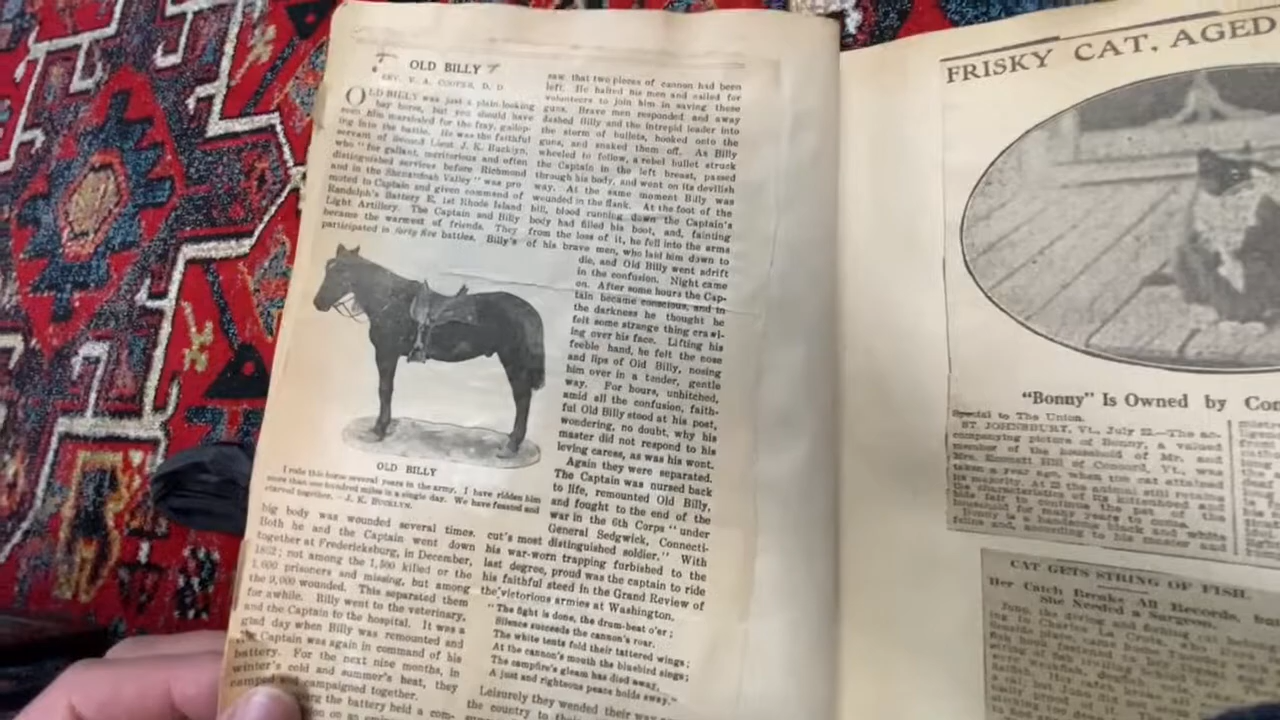 OLD BILLY
REV. V. A. COOPER, D. D
OLD BILLY was just a plain-looking
bay horse, but you should have
seen him marshaled for the fray, gallop-
ing into the battle. He was the faithful
servant of Second Lieut J. K. Bucklyn,
who "for gallant, meritorious and often
distinguished services before Richmond
and in the Shenandoah Valley" was pro
moted to Captain and given command of
Randolph's Battery E, 1st Rhode Island
Light Artillery. The Captain and Billy
became the warmest of friends. They
participated in forty five battles. Billy's
OLD BILLY
I rode this horse several years in the army. I have ridden him
more than one hundred miles in a single day. We have feasted and
starved together. — J. K. BUCKLYN.
big body was wounded several times.
Both he and the Captain went down
together at Fredericksburg, in December,
1862; not among the 1,500 killed or the
1,600 prisoners and missing, but among
the 9,000 wounded. This separated them
for awhile. Billy went to the veterinary,
and the Captain to the hospital. It was a
glad day when Billy was remounted and
Captain was again in command of his
battery. For the next nine months, in
winter's cold and summer's heat, they
camped and campaigned together.
the battery held a com-
saw that two pieces of cannon had been
left. He halted his men and called for
volunteers to join him in saving these
guns. Brave men responded and away
dashed Billy and the intrepid leader into
the storm of bullets, hooked onto the
guns, and snaked them off. As Billy
wheeled to follow, a rebel bullet struck
the Captain in the left breast, passed
through his body, and went on its devilish
way. At the same moment Billy was
wounded in the flank. At the foot of the
hill, blood running down the Captain's
body had filled his boot, and, fainting
from the loss of it, he fell into the arms
of his brave men, who laid him down to
die, and Old Billy went adrift
in the confusion. Night came
on. After some hours the Cap-
tain became conscious, and in
the darkness he thought he
felt some strange thing crawl-
ing over his face. Lifting his
feeble hand, he felt the nose
and lips of Old Billy, nosing
him over in a tender, gentle
way. For hours, unhitched,
amid all the confusion, faith-
ful Old Billy stood at his post,
wondering, no doubt, why his
master did not respond to his
loving caress, as was his wont.
Again they were separated.
The Captain was nursed back
to life, remounted Old Billy,
and fought to the end of the
war in the 6th Corps "under
General Sedgwick, Connecti-
cut's most distinguished soldier." With
his war-worn trapping furbished to the
last degree, proud was the captain to ride
his faithful steed in the Grand Review of
the victorious armies at Washington.
"The fight is done, the drum-beat o'er;
Silence succeeds the cannon's roar.
The white tents fold their tattered wings;
At the cannon's mouth the bluebird sings;
The campfire's gleam has died away,
A just and righteous peace holds sway."
Leisurely they wended their way
the country to
FRISKY CAT, AGED
"Bonny" Is Owned by
Special to The Union.
ST. JOHNSBURY, Vt., July 22.—The ac-
companying picture of Bonny, a valued
member of the household of Mr. and
Mrs. Emmett Hill of Concord, Vt., was
taken a year ago, when the cat attained
its majority. At 22 the animal still retains
the characteristics of its kittenhood and
bids fair to continue the pet of the
household for many years to come.
Bonny is a handsome black and white
feline and, according to his master and
CAT GETS STRING OF FISH.
Her Catch Breaks All Records, but
She Needed a Surgeon.